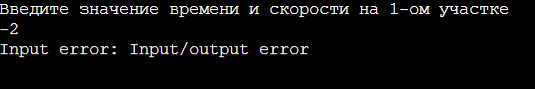 Введите значение времени и скорости на 1-ом участке
-2
Input error: Input/output error